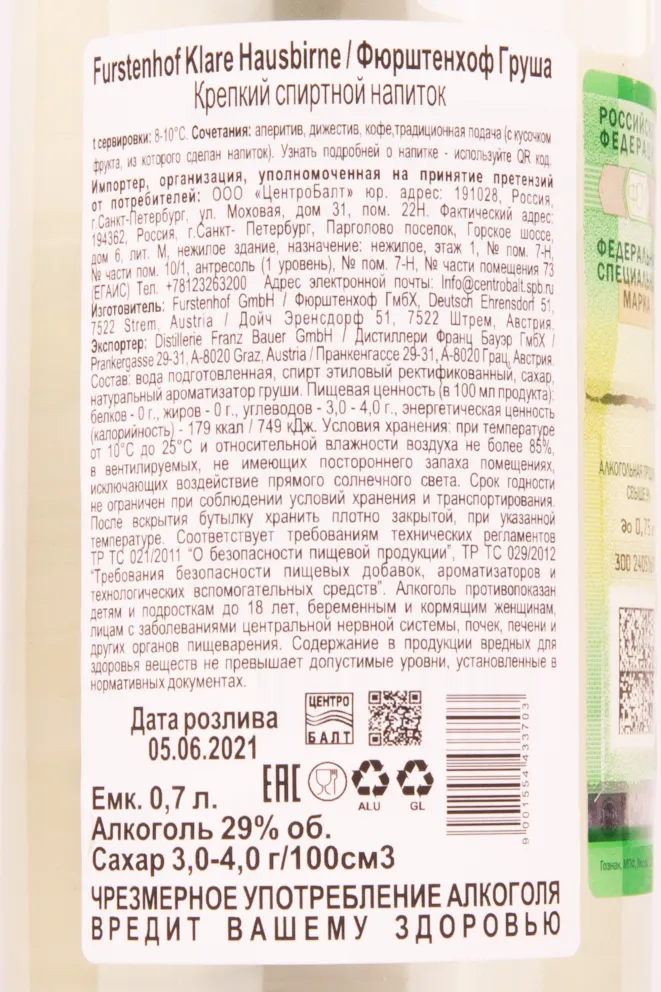 Furstenhof Klare Hausbirne / Фюрштенхоф Груша
Крепкий спиртной напиток
t сервировки: 8-10°С. Сочетания: аперитив, дижестив, кофе,традиционная подача (с кусочком
фрукта, из которого сделан напиток). Узнать подробней о напитке - используйте QR код.
Импортер, организация, уполномоченная на принятие претензий
от потребителей: ООО «ЦентроБалт» юр. адрес: 191028, Россия,
г.Санкт-Петербург, ул. Моховая, дом 31, пом. 22Н. Фактический адрес:
194362, Россия, г.Санкт- Петербург, Парголово поселок, Горское шоссе,
дом 6, лит. М, нежилое здание, назначение: нежилое, этаж 1, № пом. 7-Н,
№ части пом. 10/1, антресоль (1 уровень), № пом. 7-Н, № части помещения 73
(ЕГАИС) Тел. +78123263200 Адрес электронной почты: Info@centrobalt.spb.ru
Изготовитель: Furstenhof GmbH / Фюрштенхоф ГмбХ, Deutsch Ehrensdorf 51,
7522 Strem, Austria / Дойч Эренсдорф 51, 7522 Штрем, Австрия.
Экспортер: Distillerie Franz Bauer GmbH / Дистиллери Франц Бауэр ГмбХ /
Prankergasse 29-31, A-8020 Graz, Austria / Пранкенгассе 29-31, А-8020 Грац, Австрия.
Состав: вода подготовленная, спирт этиловый ректификованный, сахар,
натуральный ароматизатор груши. Пищевая ценность (в 100 мл продукта):
белков - 0 г., жиров - 0 г., углеводов - 3,0 - 4,0 г., энергетическая ценность
(калорийность) - 179 ккал / 749 кДж. Условия хранения: при температуре
от 10°С до 25°С и относительной влажности воздуха не более 85%,
в вентилируемых, не имеющих постороннего запаха помещениях,
исключающих воздействие прямого солнечного света. Срок годности
не ограничен при соблюдении условий хранения и транспортирования.
После вскрытия бутылку хранить плотно закрытой, при указанной
температуре. Соответствует требованиям технических регламентов
ТР ТС 021/2011 "О безопасности пищевой продукции", ТР ТС 029/2012
"Требования безопасности пищевых добавок, ароматизаторов и
технологических вспомогательных средств". Алкоголь противопоказан
детям и подросткам до 18 лет, беременным и кормящим женщинам,
лицам с заболеваниями центральной нервной системы, почек, печени и
других органов пищеварения. Содержание в продукции вредных для
здоровья веществ не превышает допустимые уровни, установленные в
нормативных документах.
Дата розлива
05.06.2021
ЦЕНТРО
БАЛТ
EAC
ALU
GL
9 001554 433703
Емк. 0,7 л.
Алкоголь 29% об.
Сахар 3,0-4,0 г/100см3
ЧРЕЗМЕРНОЕ УПОТРЕБЛЕНИЕ АЛКОГОЛЯ
ВРЕДИТ ВАШЕМУ ЗДОРОВЬЮ
МАРКА
АЛКОГОЛЬНАЯ
до 0,75